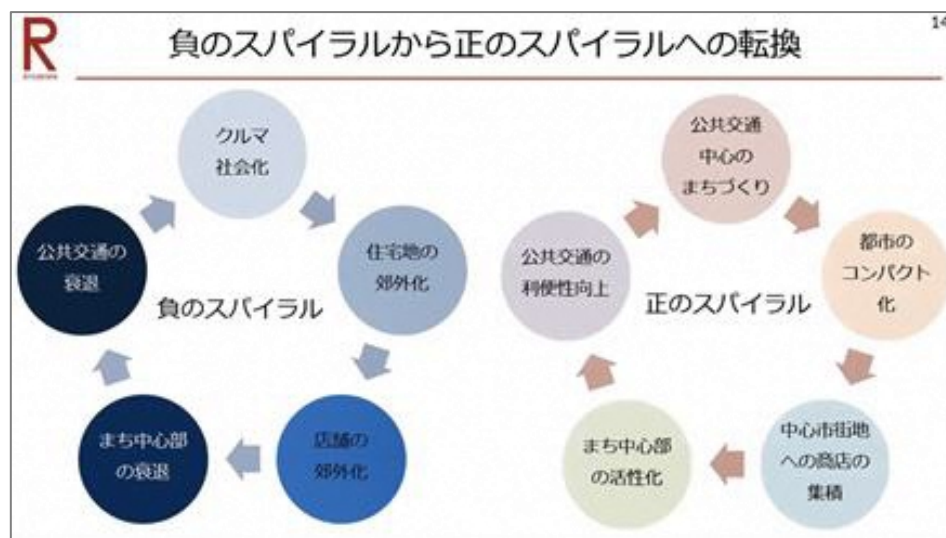 R
14
負のスパイラルから正のスパイラルへの転換
クルマ
社会化
住宅地の
郊外化
店舗の
郊外化
まち中心部
の衰退
公共交通の
衰退
負のスパイラル
公共交通
中心の
まちづくり
都市の
コンパクト
化
中心市街地
への商店の
集積
まち中心部
の活性化
公共交通の
利便性向上
正のスパイラル